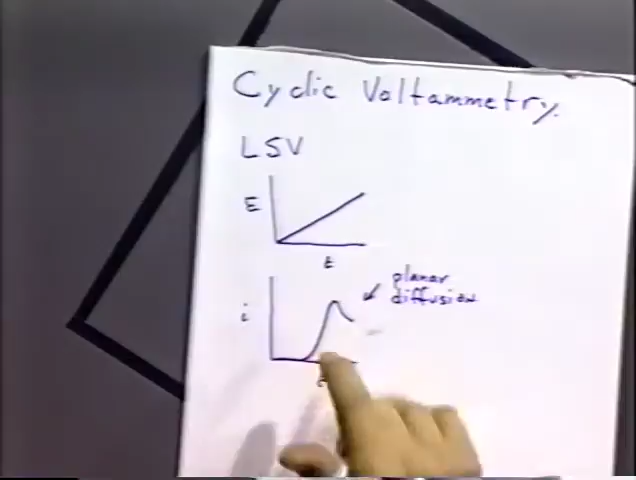 Cyclic Voltammetry.
LSV
E
t
planar
diffusion
i